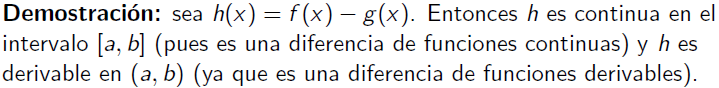 Demostración: sea h(x) = f(x) − g(x). Entonces h es continua en el
intervalo [a, b] (pues es una diferencia de funciones continuas) y h es
derivable en (a, b) (ya que es una diferencia de funciones derivables).